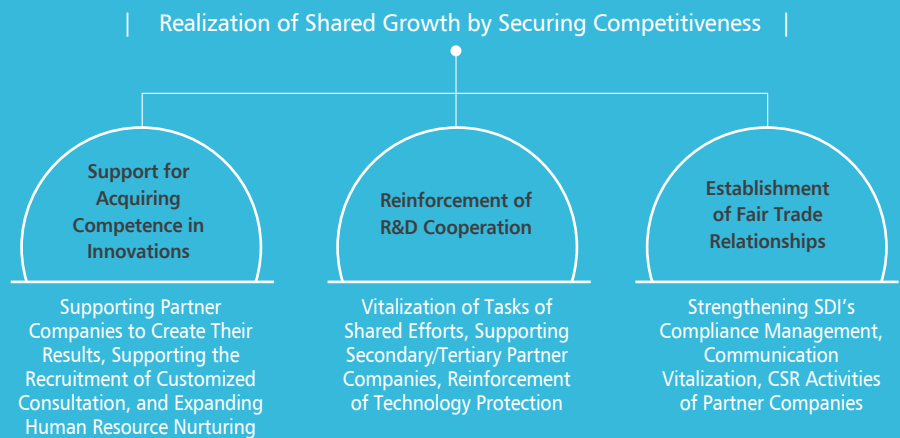 | Realization of Shared Growth by Securing Competitiveness |
Support for
Acquiring
Competence in
Innovations
Supporting Partner
Companies to Create Their
Results, Supporting the
Recruitment of Customized
Consultation, and Expanding
Human Resource Nurturing
Reinforcement of
R&D Cooperation
Vitalization of Tasks of
Shared Efforts, Supporting
Secondary/Tertiary Partner
Companies, Reinforcement
of Technology Protection
Establishment
of Fair Trade
Relationships
Strengthening SDI's
Compliance Management,
Communication
Vitalization, CSR Activities
of Partner Companies